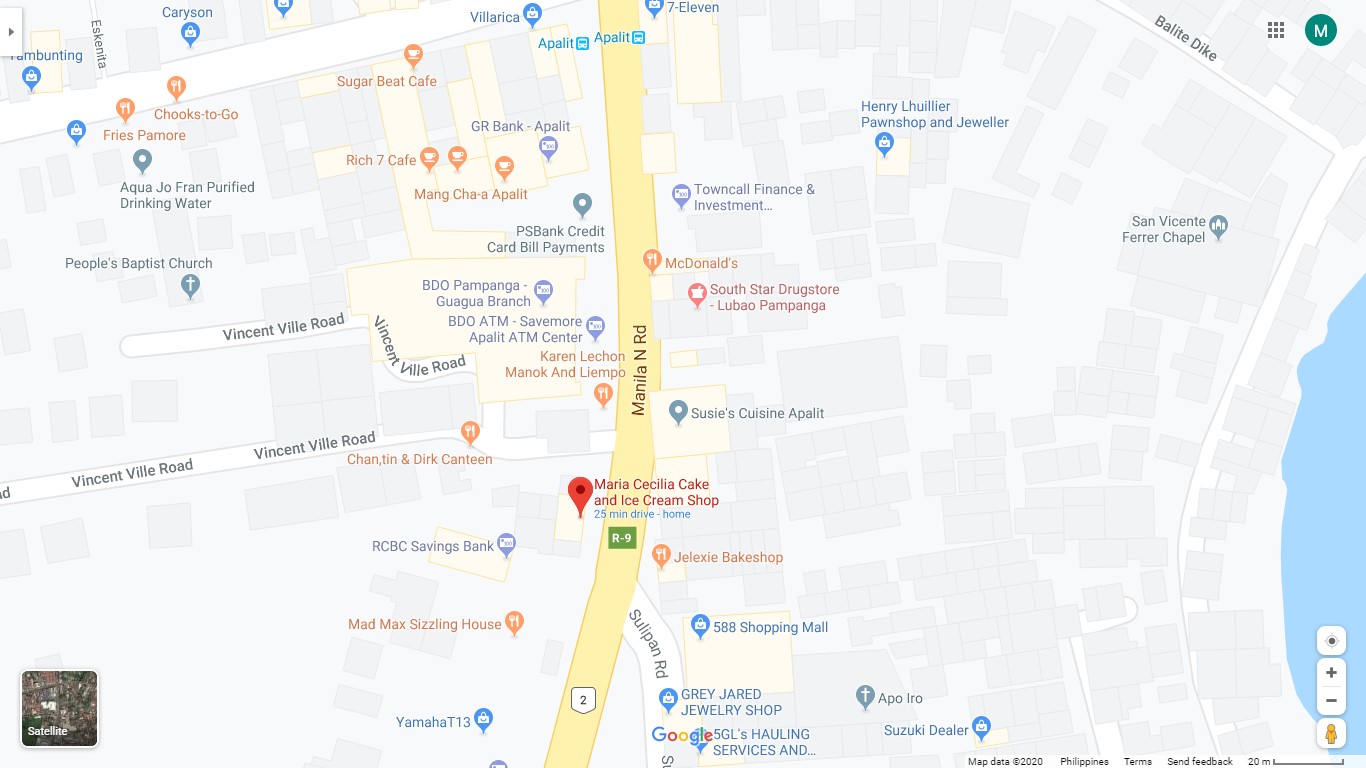 Caryson
Villarica
7-Eleven
Eskenita
Apalit
Apalit
Balite Dike
M
Tambunting
Sugar Beat Cafe
Chooks-to-Go
Fries Pamore
Henry Lhuillier
Pawnshop and Jeweller
GR Bank - Apalit
Rich 7 Cafe
Mang Cha-a Apalit
Aqua Jo Fran Purified
Drinking Water
Towncall Finance &
Investment...
PSBank Credit
Card Bill Payments
San Vicente
Ferrer Chapel
People's Baptist Church
McDonald's
BDO Pampanga -
Guagua Branch
South Star Drugstore
- Lubao Pampanga
Vincent Ville Road
BDO ATM - Savemore
Apalit ATM Center
Vincent Ville Road
Karen Lechon
Manok And Liempo
Manila N Rd
Susie's Cuisine Apalit
Vincent Ville Road
Chan,tin & Dirk Canteen
Vincent Ville Road
ad
Maria Cecilia Cake
and Ice Cream Shop
25 min drive - home
R-9
RCBC Savings Bank
Jelexie Bakeshop
Mad Max Sizzling House
Sulipan Rd
588 Shopping Mall
2
GREY JARED
JEWELRY SHOP
Apo Iro
YamahaT13
Suzuki Dealer
Satellite
Google
5GL's HAULING
SERVICES AND...
Su
Map data ©2020 Philippines Terms Send feedback 20 m